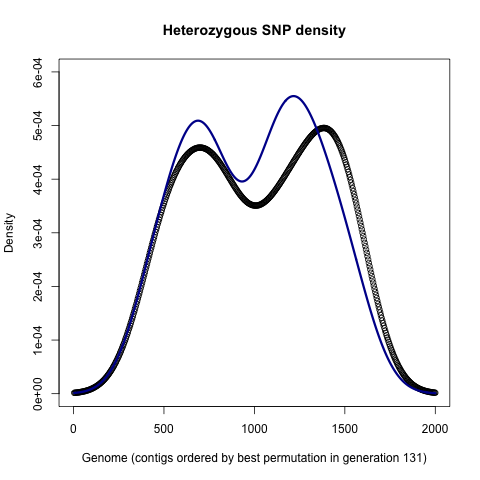 Heterozygous SNP density
6e-04
5e-04
4e-04
3e-04
2e-04
1e-04
0e+00
Density
0 500 1000 1500 2000
Genome (contigs ordered by best permutation in generation 131)